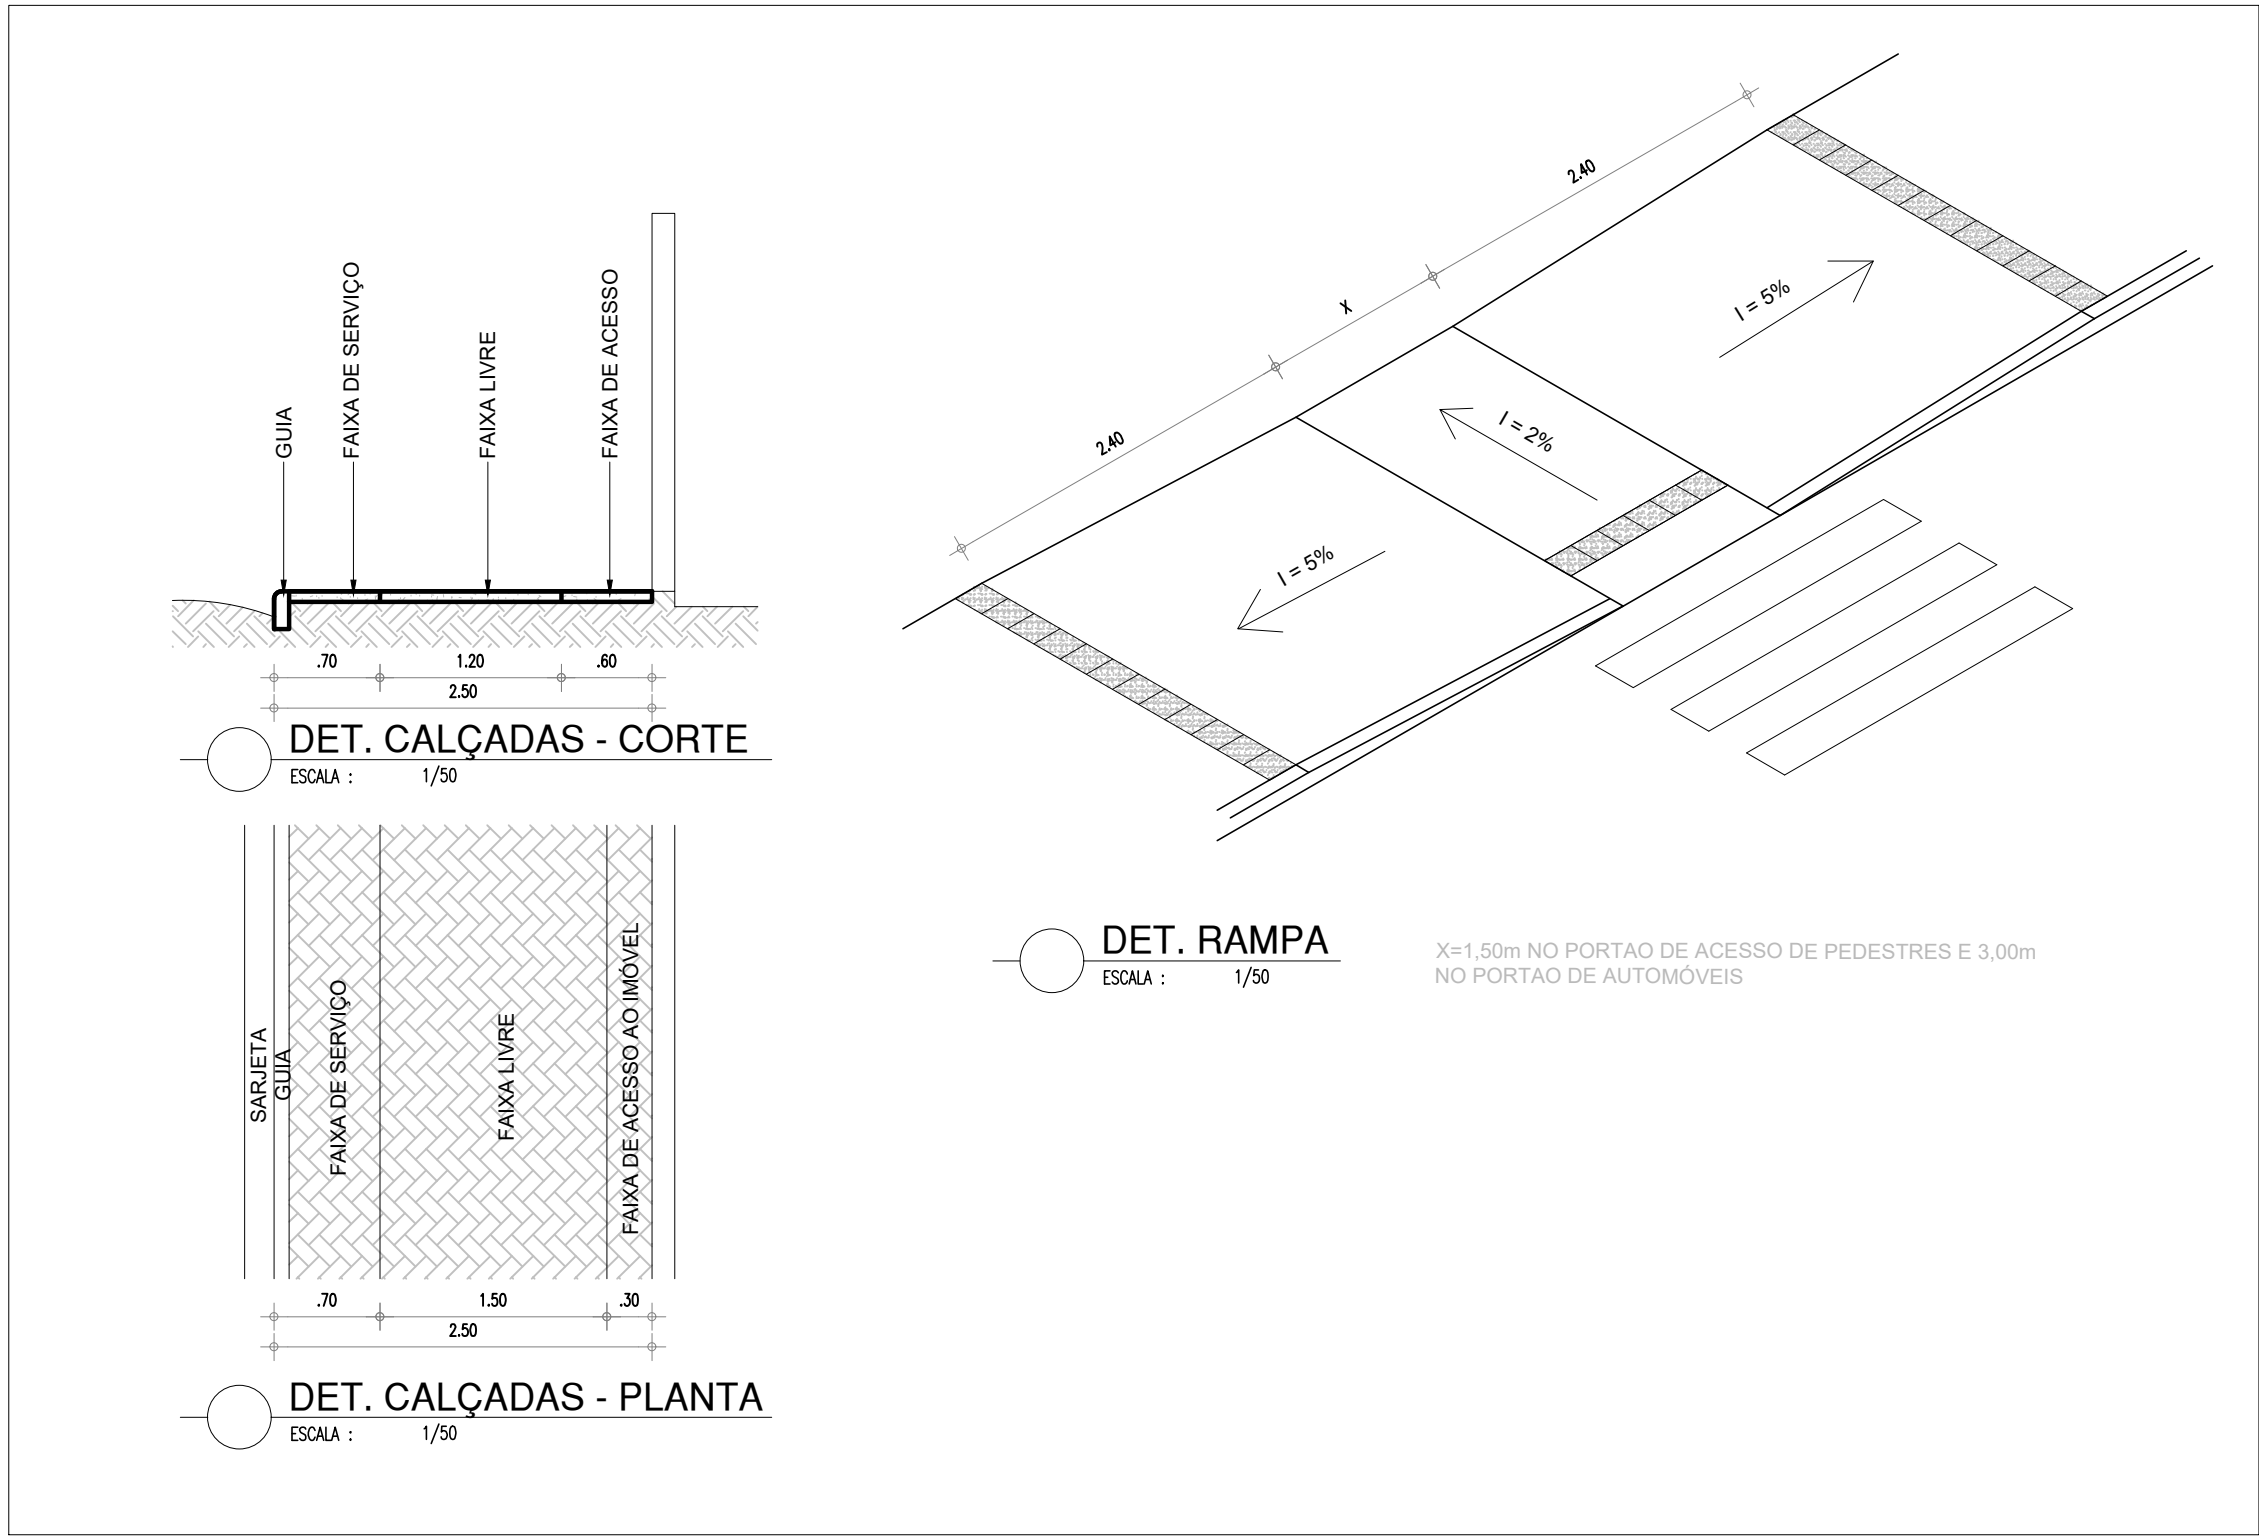 GUIA
FAIXA DE SERVIÇO
FAIXA LIVRE
FAIXA DE ACESSO
.70
1.20
.60
2.50
DET. CALÇADAS - CORTE
ESCALA : 1/50
SARJETA
GUIA
FAIXA DE SERVIÇO
FAIXA LIVRE
FAIXA DE ACESSO AO IMÓVEL
.70
1.50
.30
2.50
DET. CALÇADAS - PLANTA
ESCALA : 1/50
2.40
X
2.40
I = 5%
I = 2%
I = 5%
DET. RAMPA
ESCALA : 1/50
X=1,50m NO PORTAO DE ACESSO DE PEDESTRES E 3,00m
NO PORTAO DE AUTOMÓVEIS